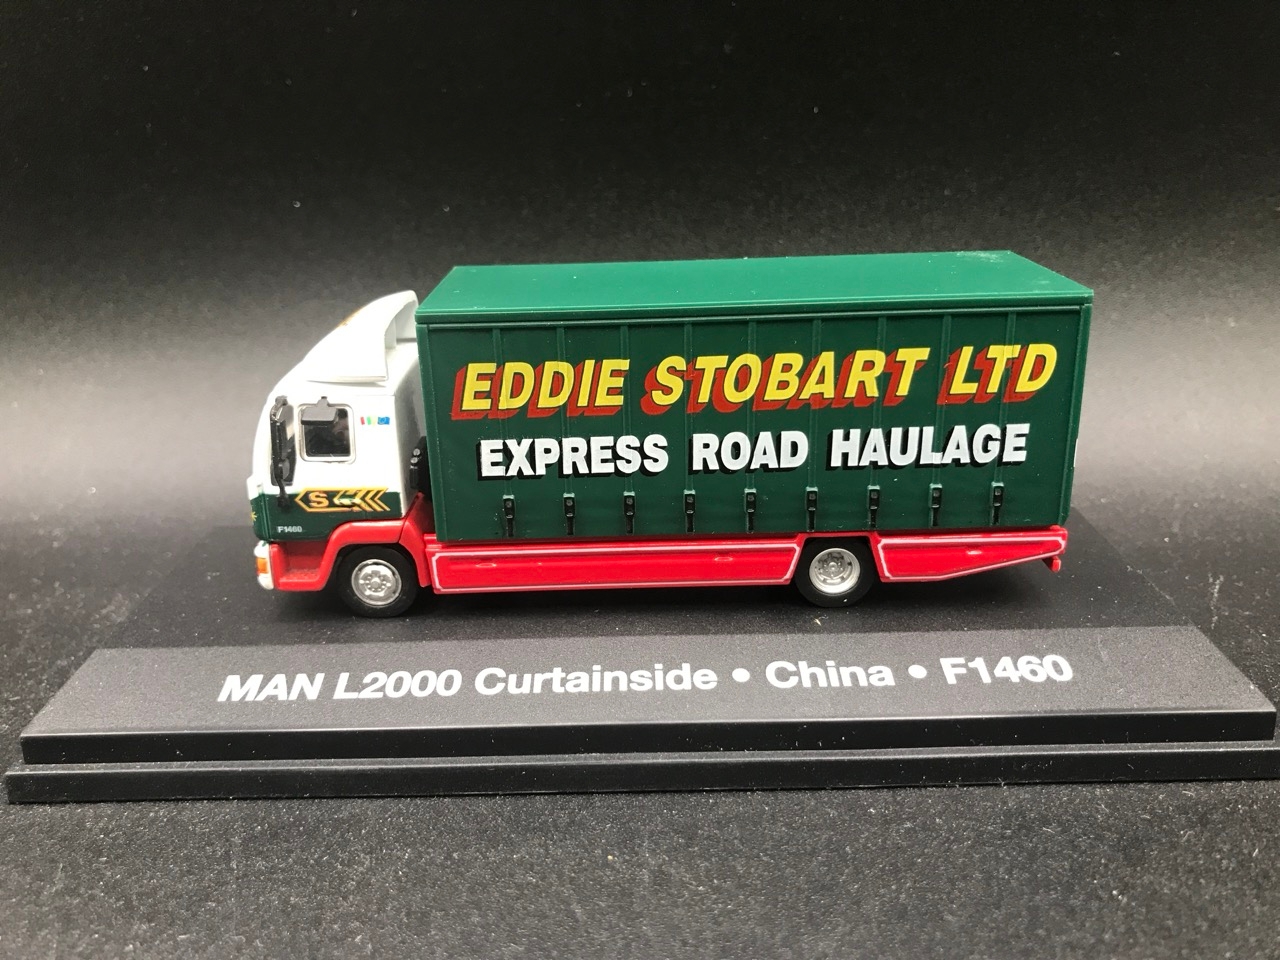 EDDIE STOBART LTD
EXPRESS ROAD HAULAGE
S
F1460
MAN L2000 Curtainside • China • F1460